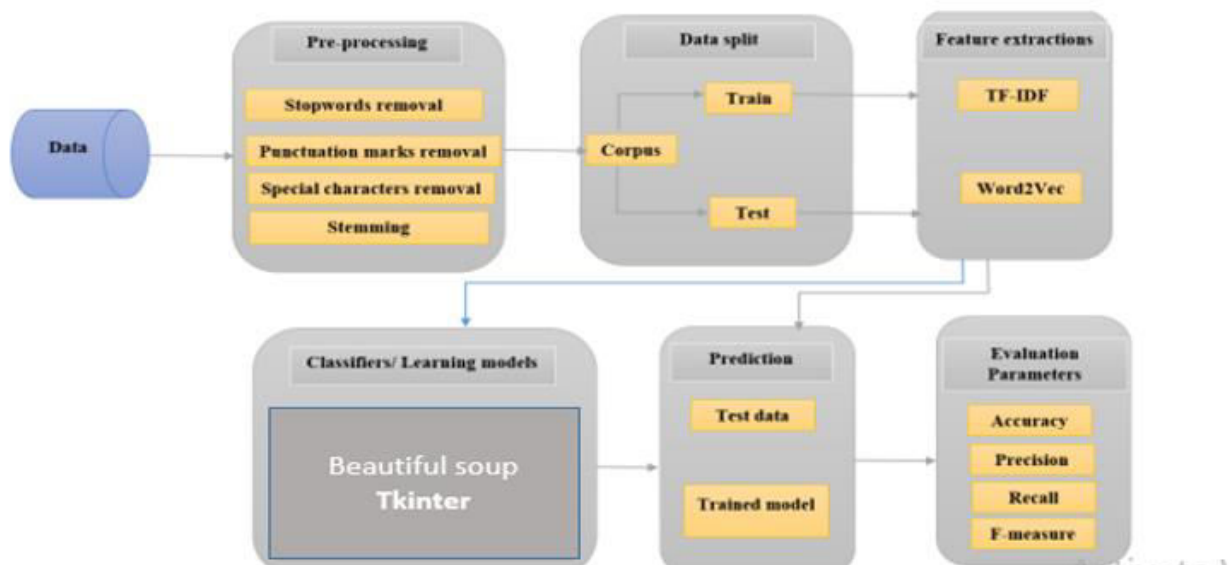 Pre-processing
Data split
Feature extractions
Stopwords removal
Train
TF-IDF
Data
Punctuation marks removal
Corpus
Special characters removal
Word2Vec
Stemming
Test
Classifiers/ Learning models
Prediction
Evaluation
Parameters
Beautiful soup
Tkinter
Test data
Trained model
Accuracy
Precision
Recall
F-measure